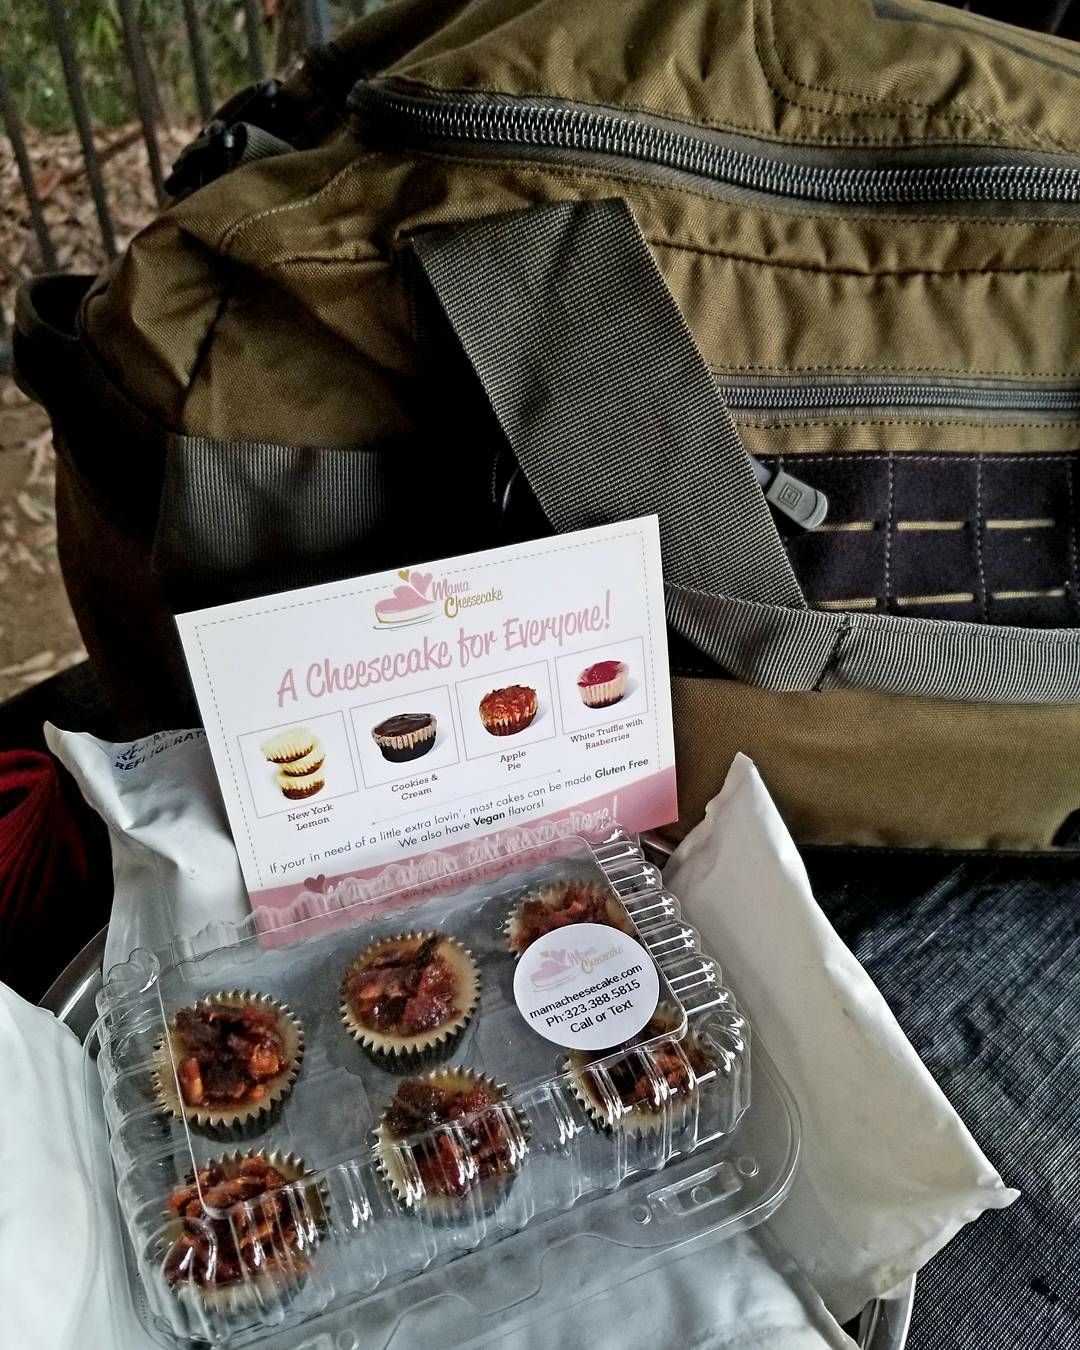 Mama
Cheesecake
A Cheesecake for Everyone!
New York
Lemon
Cookies &
Cream
Apple
Pie
White Truffle with
Rasberries
If your in need of a little extra lovin', most cakes can be made Gluten Free
We also have Vegan flavors!
REFRIGERAT
Mama
Cheesecake
mamacheesecake.com
Ph:323.388.5815
Call or Text